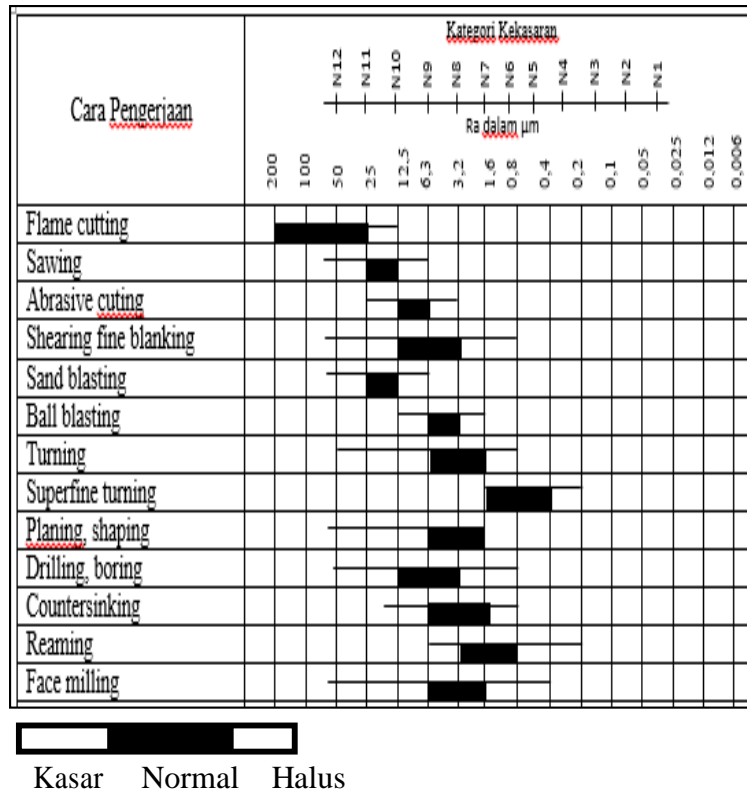 Kategori Kekasaran
Cara Pengerjaan
N12 N11 N10 N9 N8 N7 N6 N5 N4 N3 N2 N1
Ra dalam µm
200 100 50 25 12.5 6,3 3,2 1,6 0,8 0,4 0,2 0,1 0,05 0,025 0,012 0,006
Flame cutting
Sawing
Abrasive cuting
Shearing fine blanking
Sand blasting
Ball blasting
Turning
Superfine turning
Planing, shaping
Drilling, boring
Countersinking
Reaming
Face milling
Kasar Normal Halus